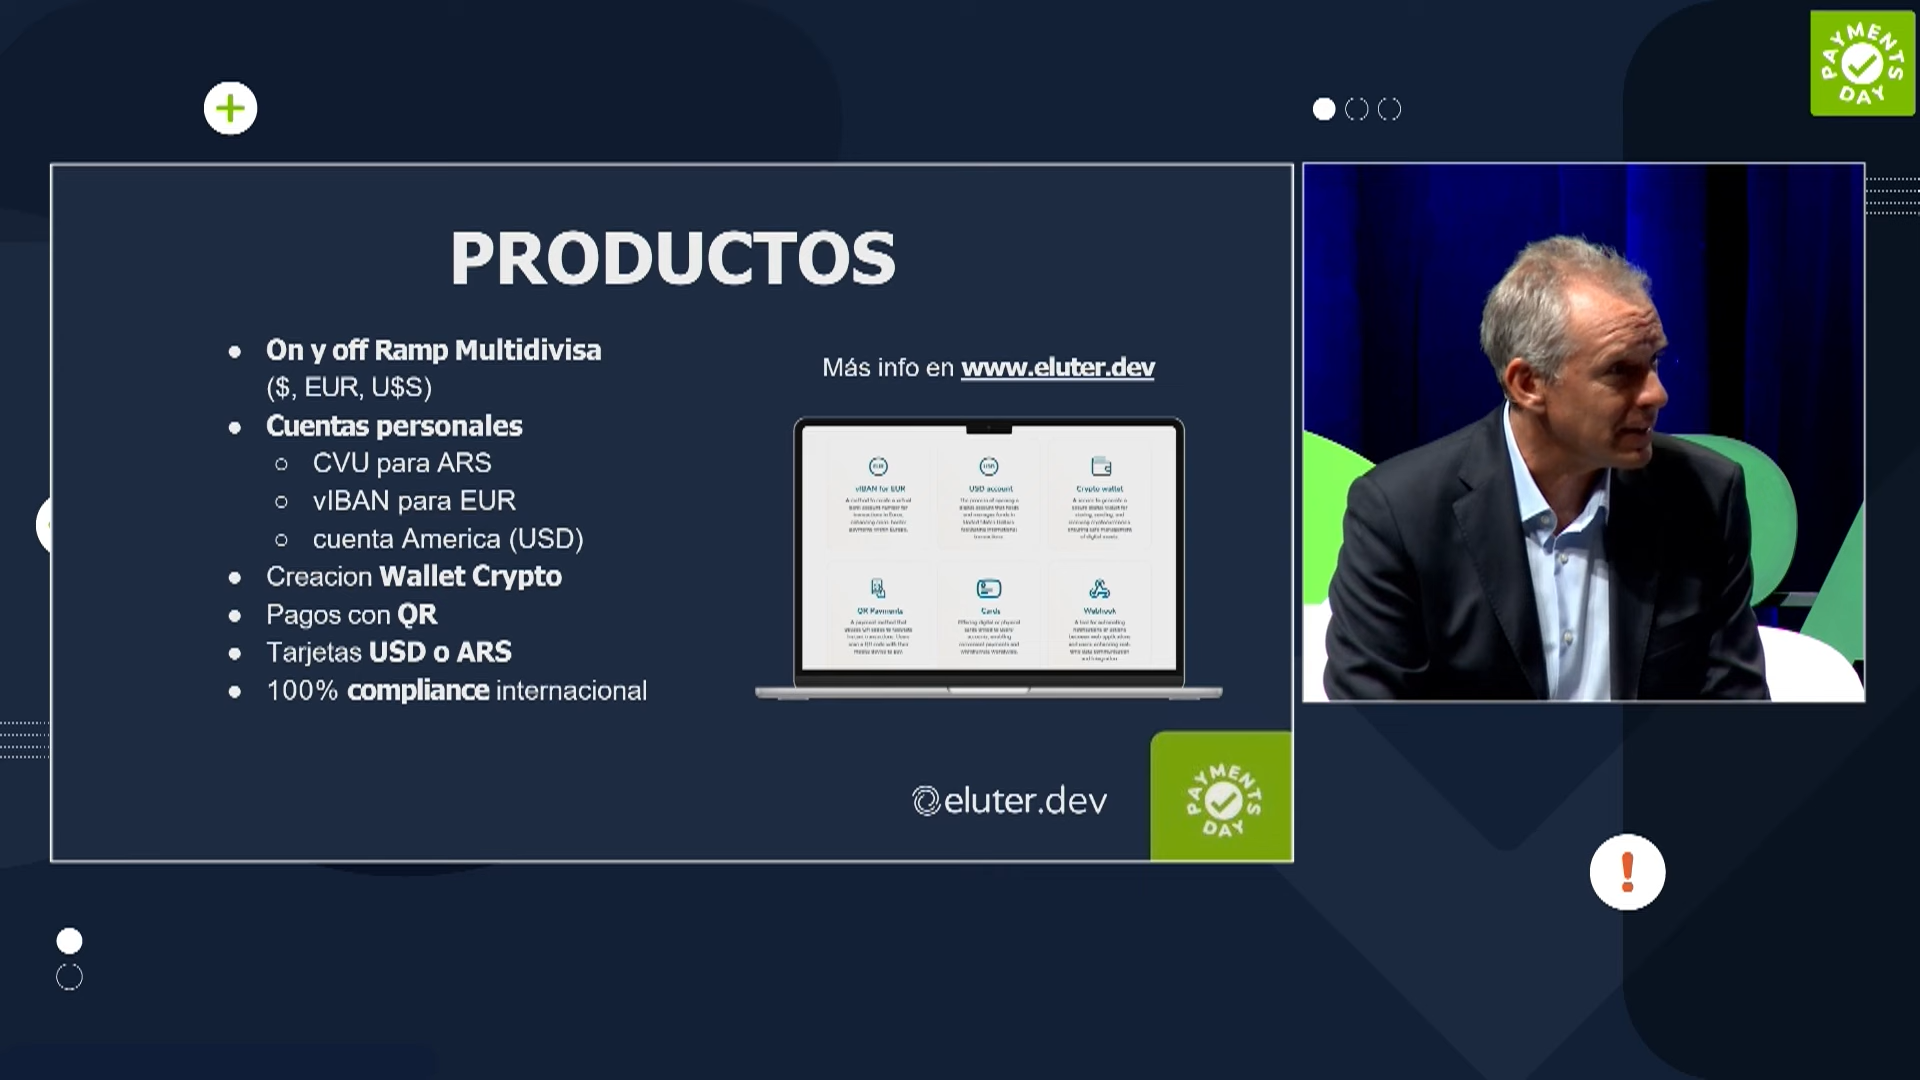 PAYMENTS
DAY
PRODUCTOS
On y off Ramp Multidivisa
($, EUR, U$S)
Cuentas personales
CVU para ARS
vIBAN para EUR
cuenta America (USD)
Creacion Wallet Crypto
Pagos con QR
Tarjetas USD o ARS
100% compliance internacional
Más info en www.eluter.dev
vIBAN for EUR
USD account
Crypto wallet
QR Payments
Cards
Webhook
eluter.dev
PAYMENTS
DAY